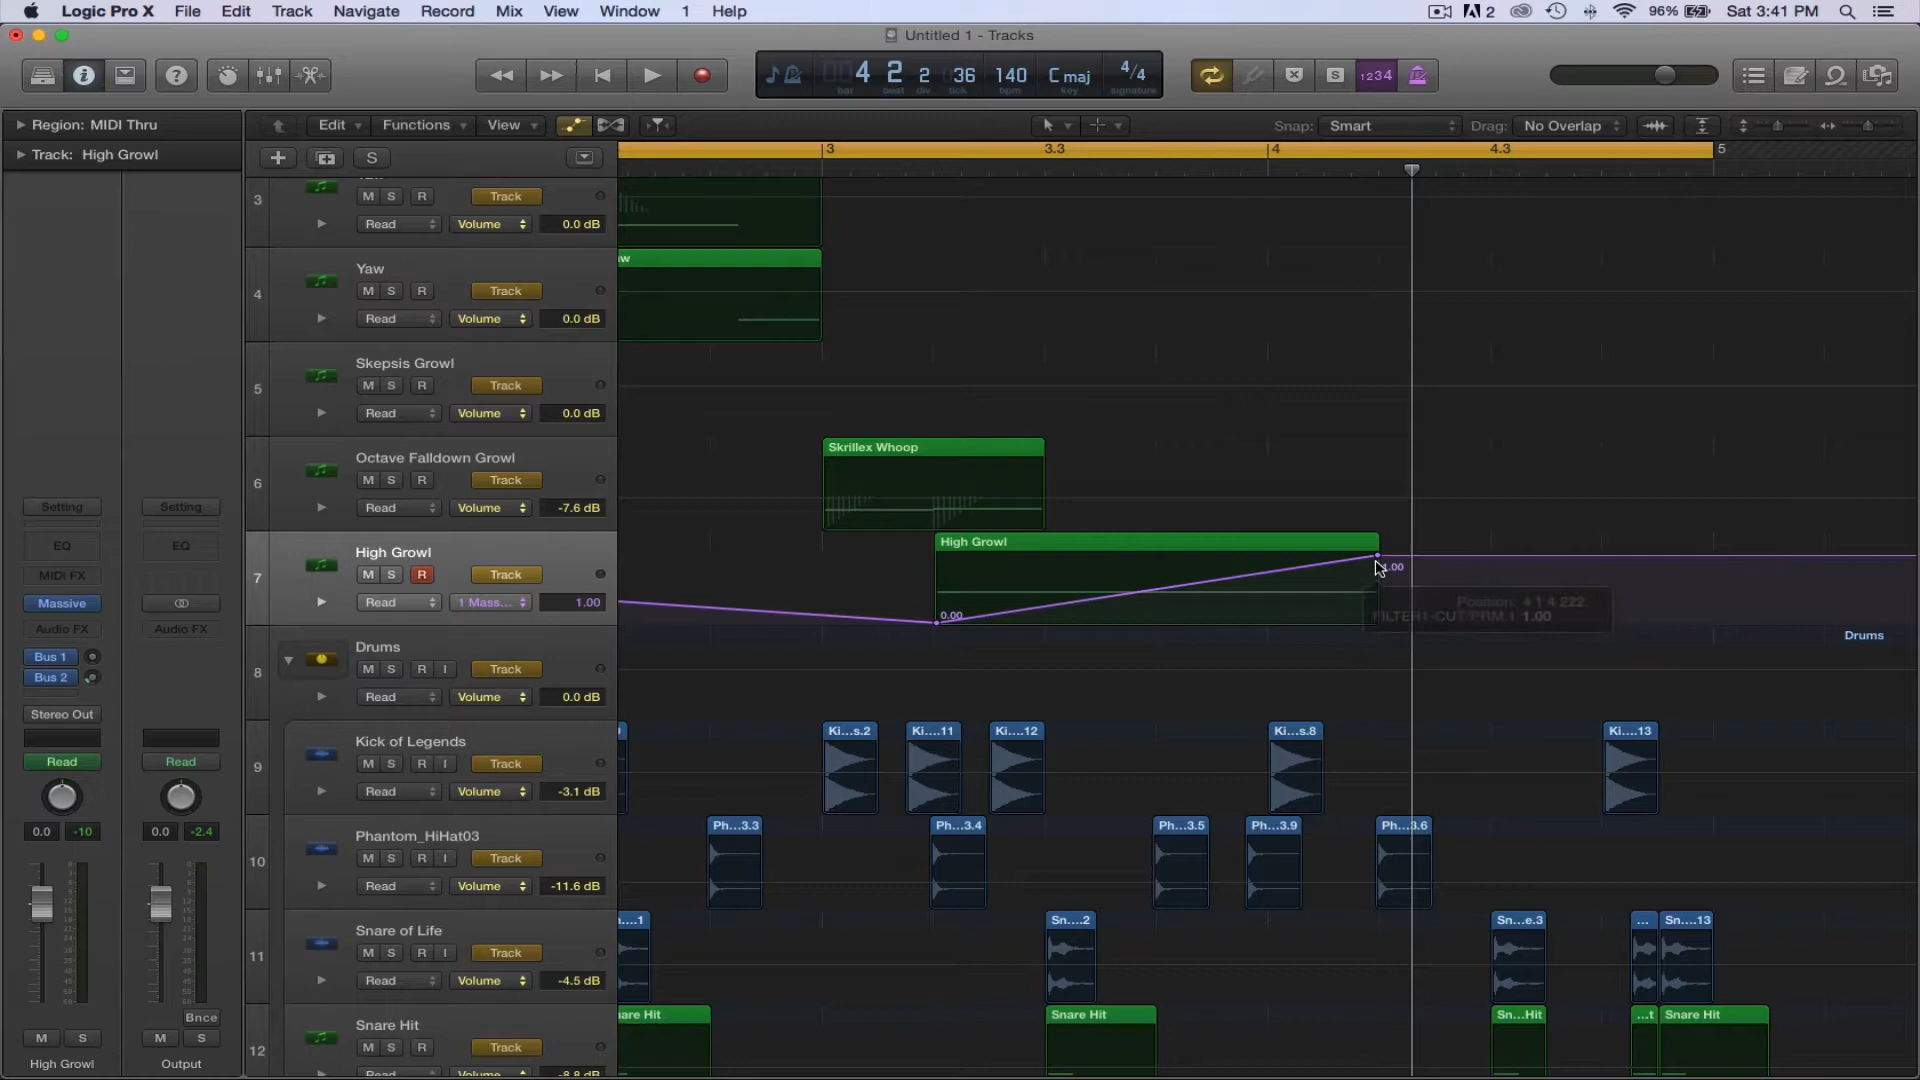 Logic Pro X File Edit Track Navigate Record Mix View Window 1 Help
2 96% Sat 3:41 PM
Untitled 1 - Tracks
4 2 2 36 140 C maj 4/4
bar beat div tick bpm key signature
S 1234
Region: MIDI Thru
Edit Functions View
Snap: Smart Drag: No Overlap
Track: High Growl
S
3 3.3 4 4.3 5
3 M S R Track
Read Volume 0.0 dB
Yaw
4 M S R Track
Read Volume 0.0 dB
Skepsis Growl
5 M S R Track
Read Volume 0.0 dB
Skrillex Whoop
Octave Falldown Growl
6 M S R Track
Read Volume -7.6 dB
High Growl
High Growl
7 M S R Track
Read 1 Mass... 1.00
0.00
1.00
Position: 4 1 4 222
FILTER1-CUT/PRM.1 1.00
Drums
Drums
8 M S R I Track
Read Volume 0.0 dB
Ki...s.2 Ki....11 Ki....12 Ki...s.8 Ki....13
Kick of Legends
9 M S R I Track
Read Volume -3.1 dB
Ph...3.3 Ph...3.4 Ph...3.5 Ph...3.9 Ph...3.6
Phantom_HiHat03
10 M S R I Track
Read Volume -11.6 dB
....1 Sn....2 Sn...e.3 ... Sn....13
Snare of Life
11 M S R I Track
Read Volume -4.5 dB
are Hit Snare Hit Sn...Hit ...t Snare Hit
Snare Hit
12 M S R Track
Read Volume -8.8 dB
Setting Setting
EQ EQ
MIDI FX
Massive
Audio FX Audio FX
Bus 1
Bus 2
Stereo Out
Read Read
0.0 -10 0.0 -2.4
Bnce
M S M S
High Growl Output